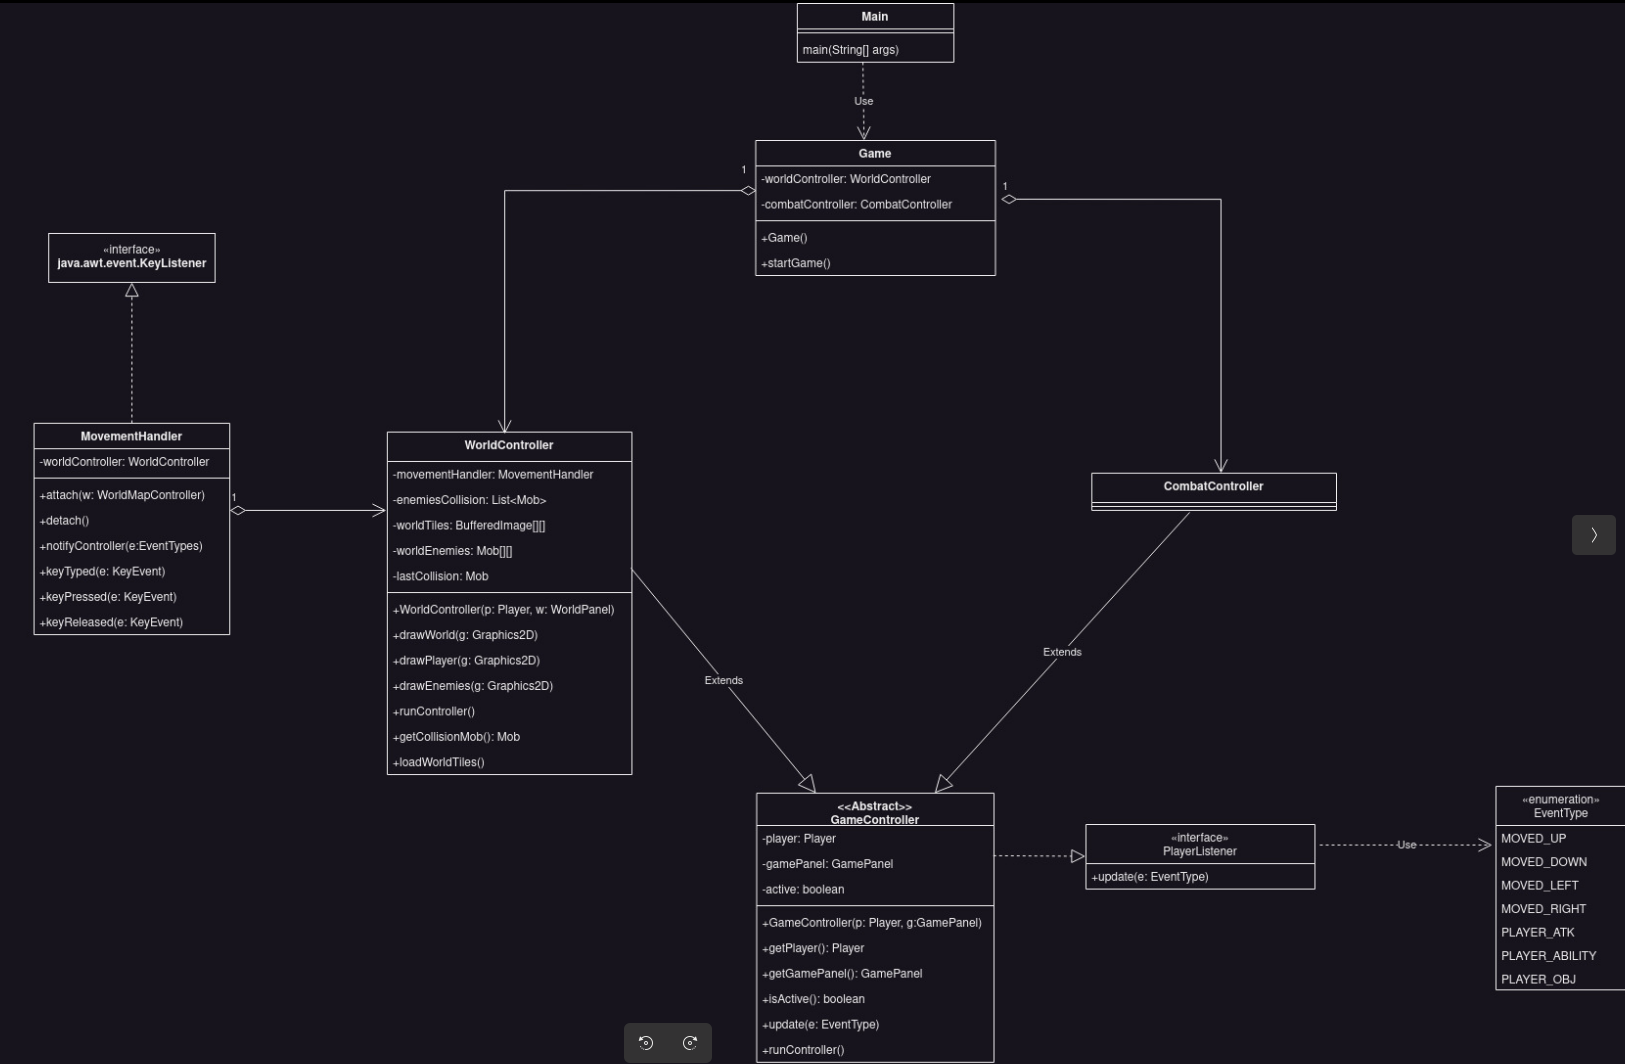 Main
main(String[] args)
Use
Game
-worldController: WorldController
-combatController: CombatController
+Game()
+startGame()
1
1
«interface»
java.awt.event.KeyListener
MovementHandler
-worldController: WorldController
+attach(w: WorldMapController)
+detach()
+notifyController(e:EventTypes)
+keyTyped(e: KeyEvent)
+keyPressed(e: KeyEvent)
+keyReleased(e: KeyEvent)
1
WorldController
-movementHandler: MovementHandler
-enemiesCollision: List<Mob>
-worldTiles: BufferedImage[][]
-worldEnemies: Mob[][]
-lastCollision: Mob
+WorldController(p: Player, w: WorldPanel)
+drawWorld(g: Graphics2D)
+drawPlayer(g: Graphics2D)
+drawEnemies(g: Graphics2D)
+runController()
+getCollisionMob(): Mob
+loadWorldTiles()
CombatController
Extends
Extends
<<Abstract>>
GameController
-player: Player
-gamePanel: GamePanel
-active: boolean
+GameController(p: Player, g:GamePanel)
+getPlayer(): Player
+getGamePanel(): GamePanel
+isActive(): boolean
+update(e: EventType)
+runController()
«interface»
PlayerListener
+update(e: EventType)
Use
«enumeration»
EventType
MOVED_UP
MOVED_DOWN
MOVED_LEFT
MOVED_RIGHT
PLAYER_ATK
PLAYER_ABILITY
PLAYER_OBJ